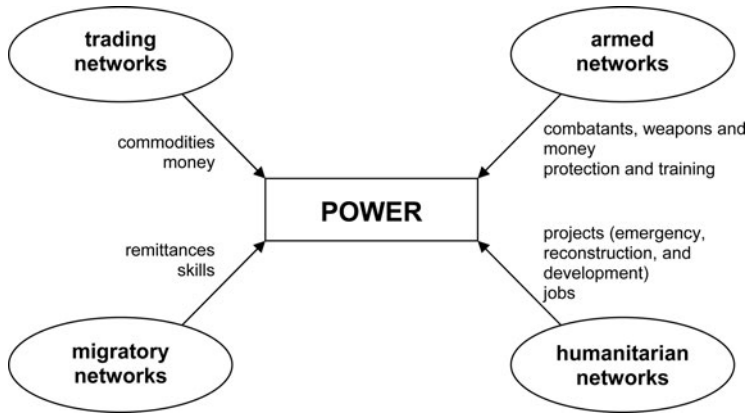 trading
networks
armed
networks
commodities
money
combatants, weapons and
money
protection and training
POWER
remittances
skills
projects (emergency,
reconstruction, and
development)
jobs
migratory
networks
humanitarian
networks